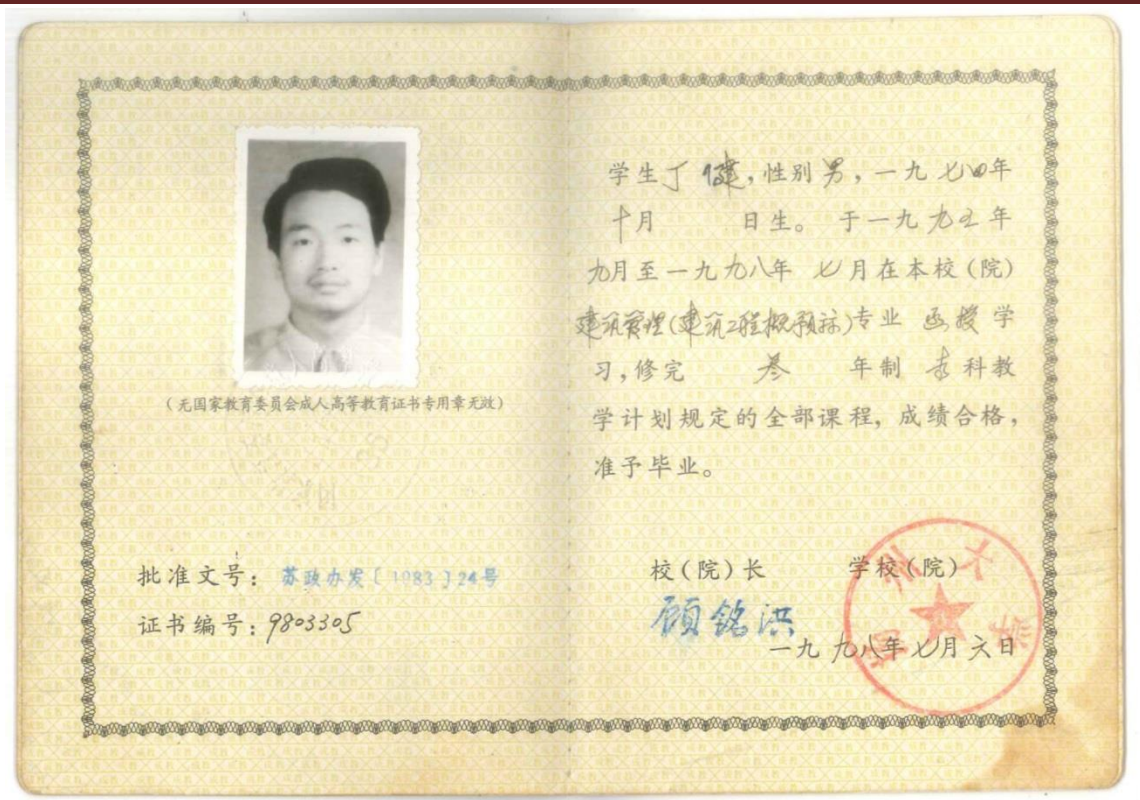 (无国家教育委员会成人高等教育证书专用章无效)
批准文号：苏政办发〔1983〕24号
证书编号：9803305
学生丁健，性别男，一九七四年
十月 日生。于一九九五年
九月至一九九八年 七月在本校(院)
建筑管理(建筑工程概预算)专业 函授学
习，修完 叁 年制 专科教
学计划规定的全部课程，成绩合格，
准予毕业。
校(院)长 学校(院)
顾铭洪
一九九八年七月六日
扬州大学